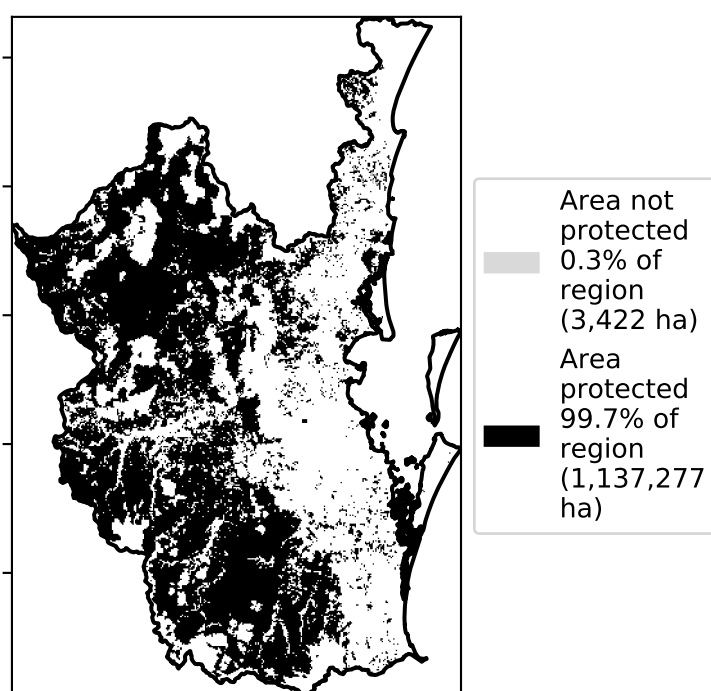 Area not
protected
0.3% of
region
(3,422 ha)
Area
protected
99.7% of
region
(1,137,277
ha)